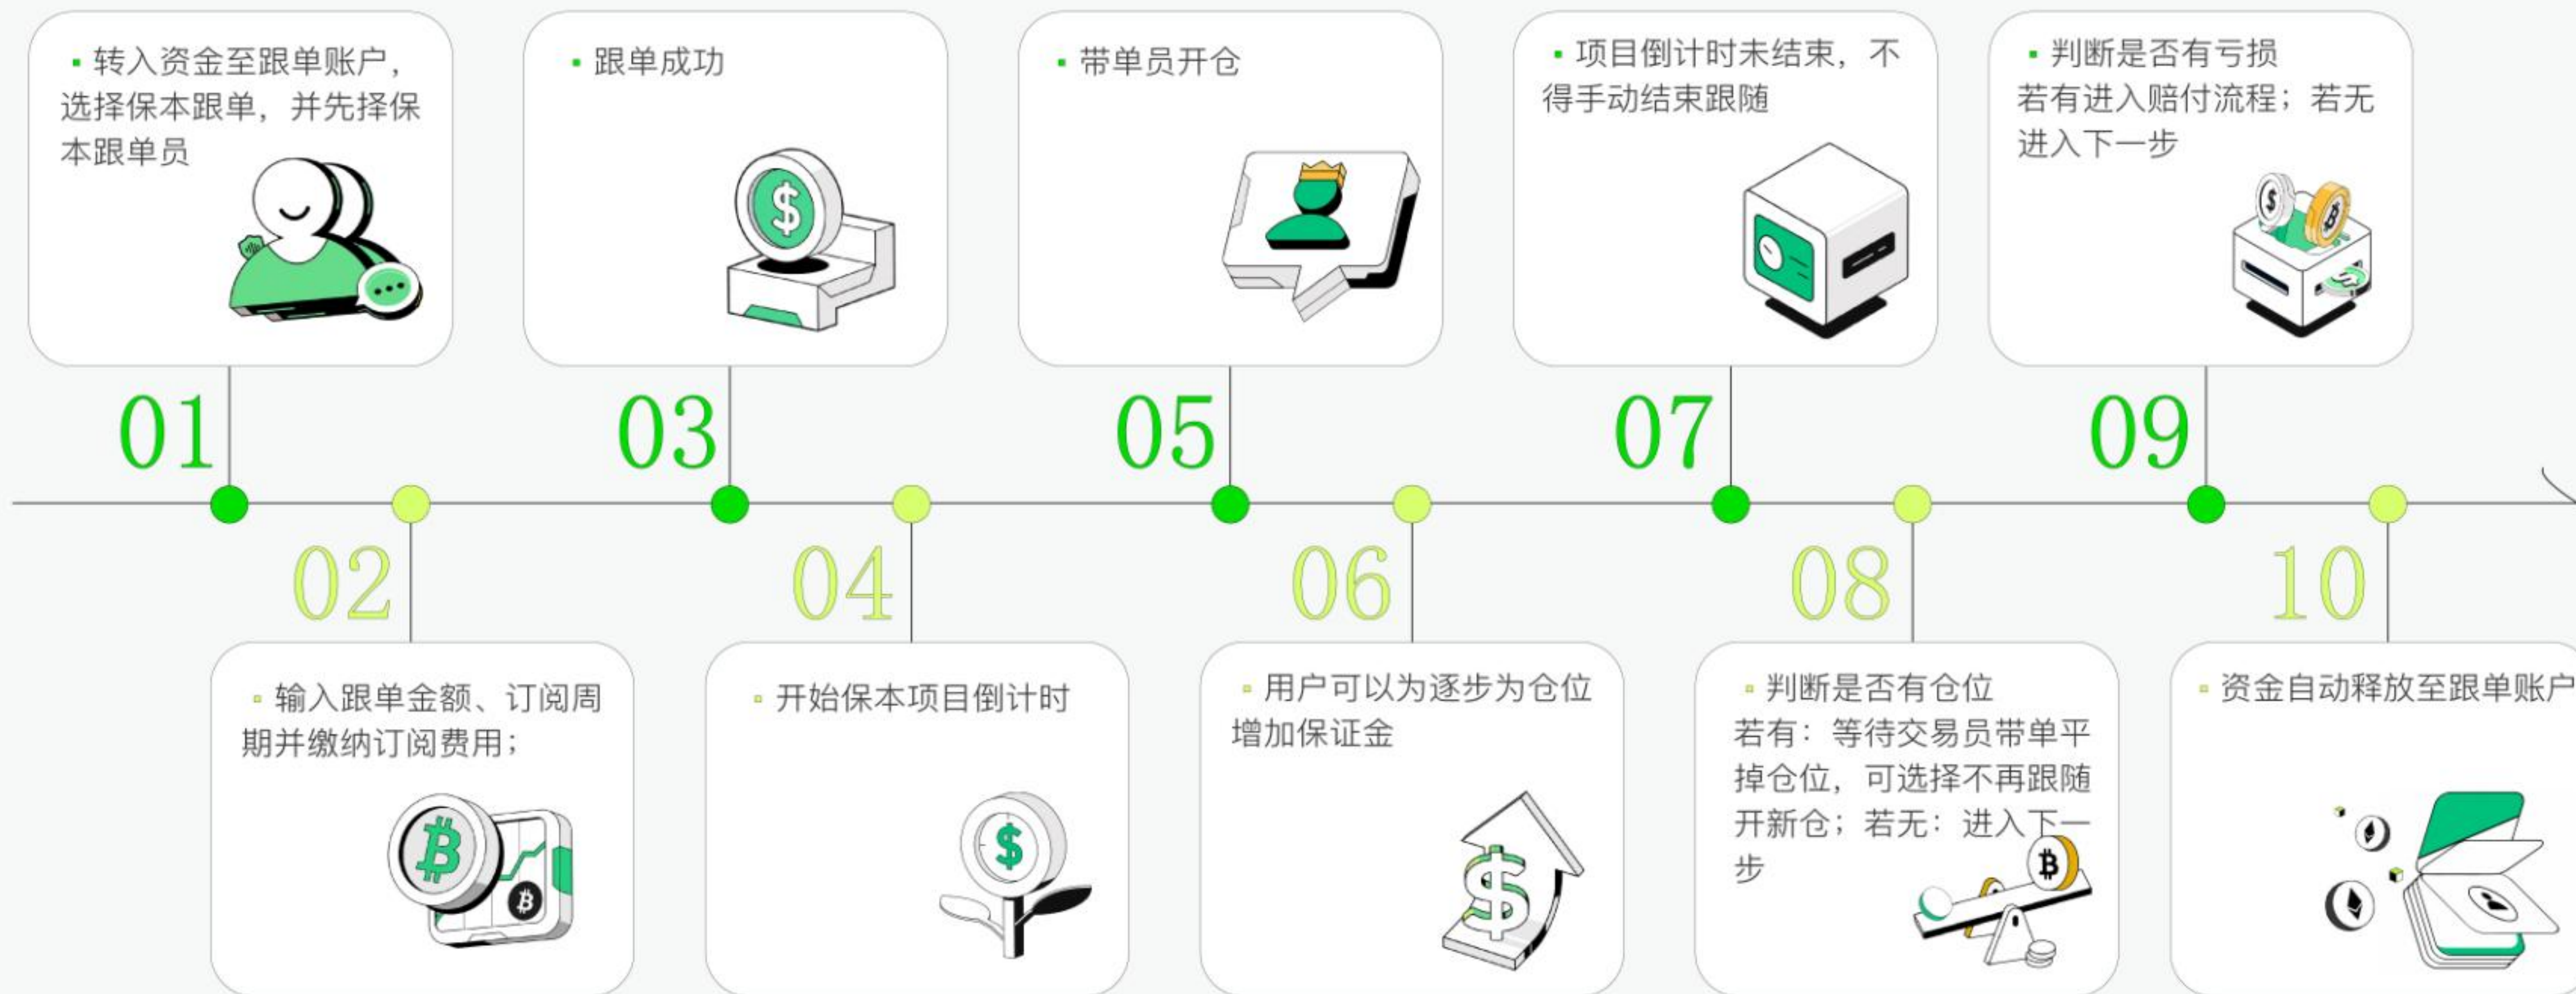 ▪ 转入资金至跟单账户，
选择保本跟单，并先择保
本跟单员
01
▪ 输入跟单金额、订阅周
期并缴纳订阅费用；
02
▪ 跟单成功
03
▪ 开始保本项目倒计时
04
▪ 带单员开仓
05
▪ 用户可以为逐步为仓位
增加保证金
06
▪ 项目倒计时未结束，不
得手动结束跟随
07
▪ 判断是否有仓位
若有：等待交易员带单平
掉仓位，可选择不再跟随
开新仓；若无：进入下一
步
08
▪ 判断是否有亏损
若有进入赔付流程；若无
进入下一步
09
▪ 资金自动释放至跟单账户
10